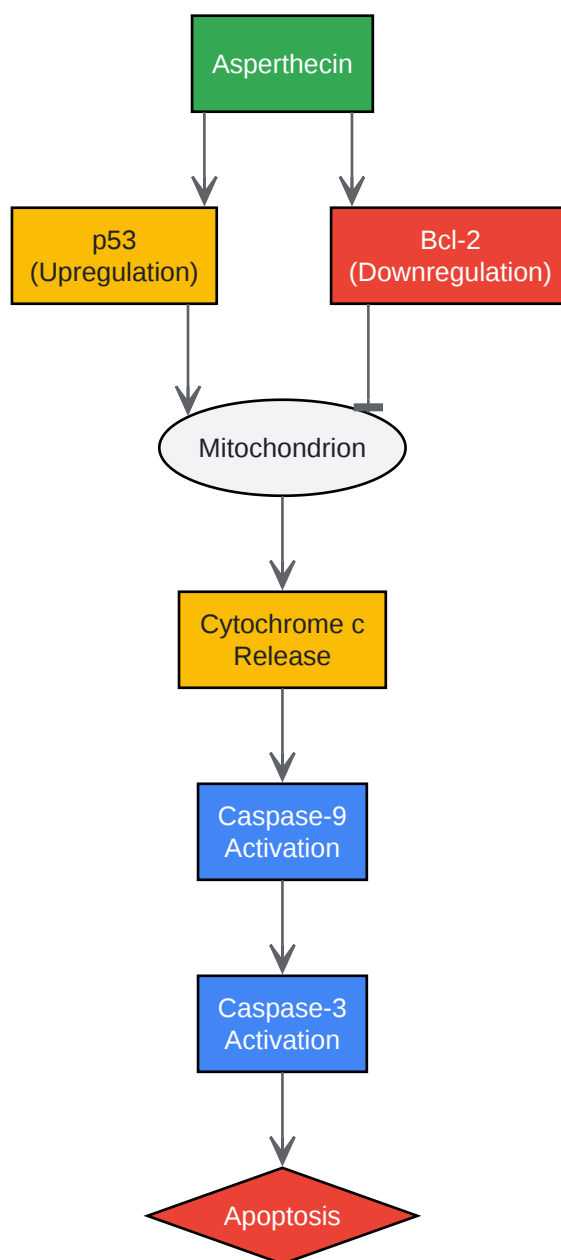 Asperthecin
p53
(Upregulation)
Bcl-2
(Downregulation)
Mitochondrion
Cytochrome c
Release
Caspase-9
Activation
Caspase-3
Activation
Apoptosis